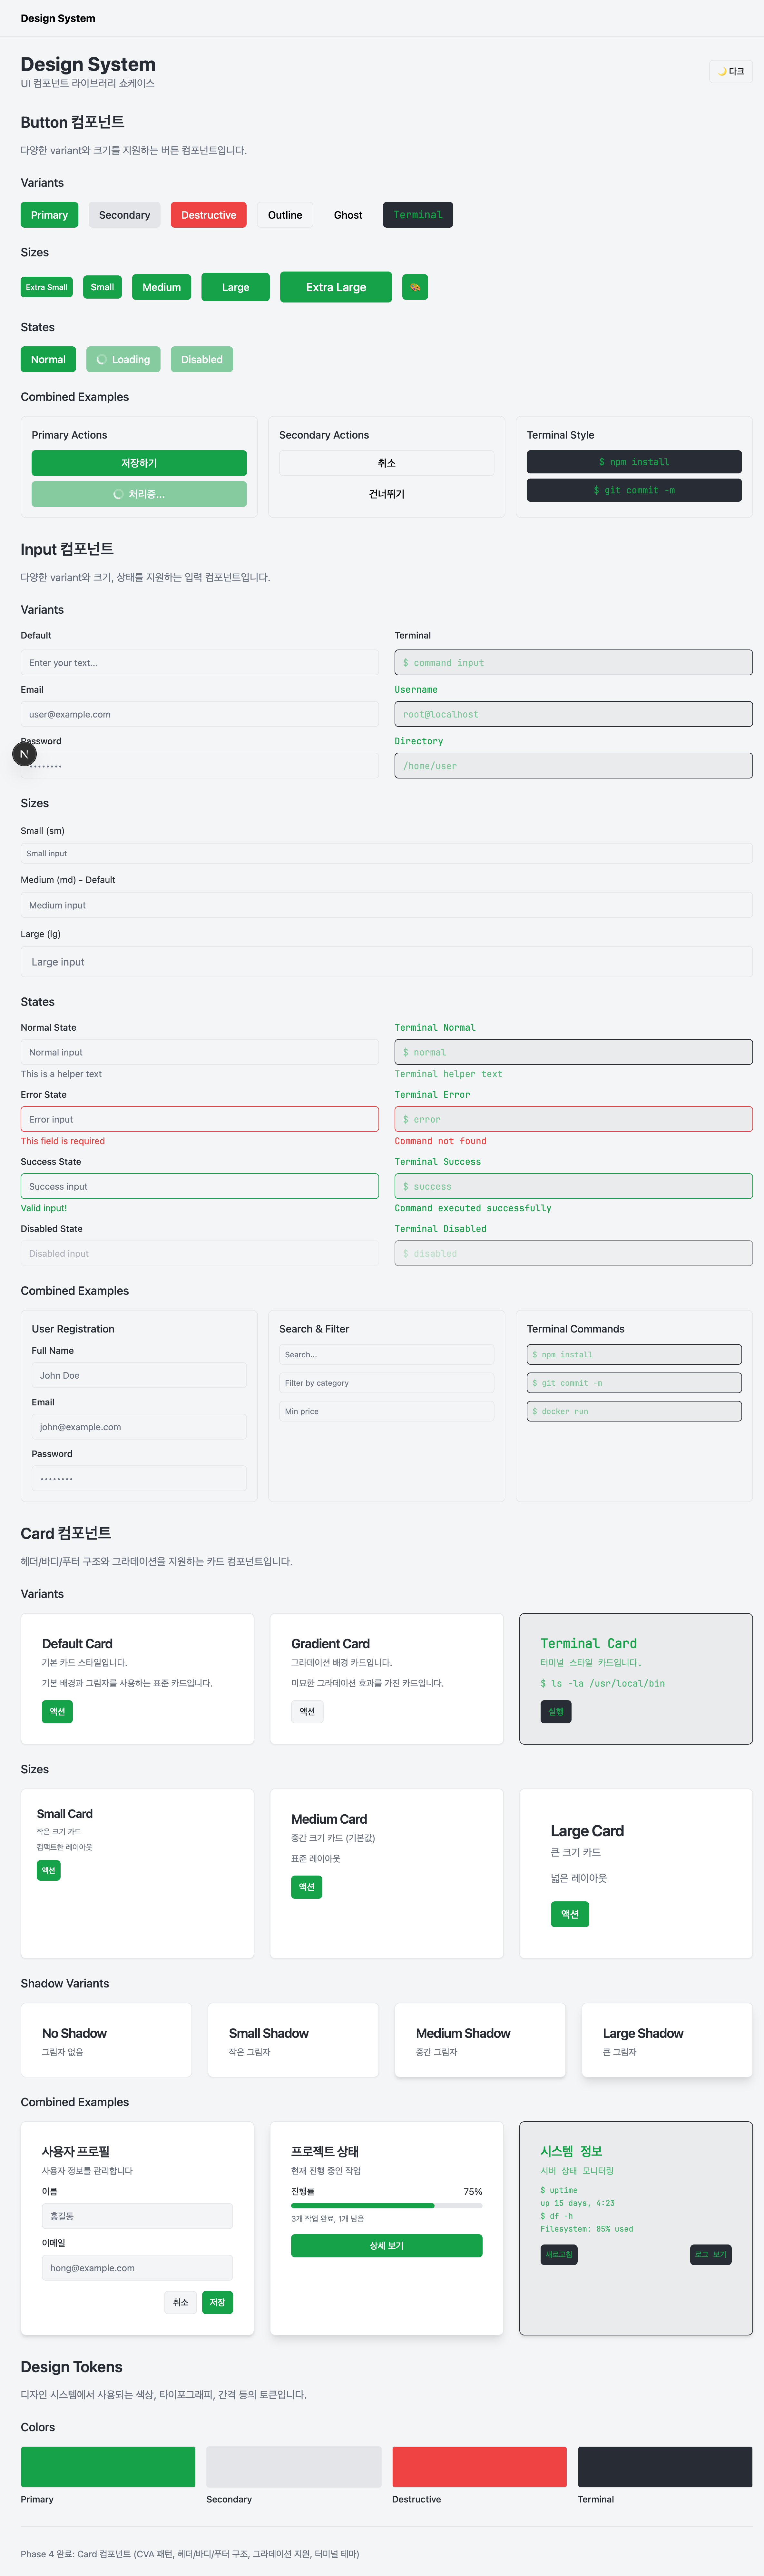 Design System
Design System
UI 컴포넌트 라이브러리 쇼케이스
🌙 다크
Button 컴포넌트
다양한 variant와 크기를 지원하는 버튼 컴포넌트입니다.
Variants
Primary Secondary Destructive Outline Ghost Terminal
Sizes
Extra Small Small Medium Large Extra Large
States
Normal Loading Disabled
Combined Examples
Primary Actions
저장하기
처리중...
Secondary Actions
취소
건너뛰기
Terminal Style
$ npm install
$ git commit -m
Input 컴포넌트
다양한 variant와 크기, 상태를 지원하는 입력 컴포넌트입니다.
Variants
Default
Enter your text...
Email
user@example.com
Password
••••••••
N
Terminal
$ command input
Username
root@localhost
Directory
/home/user
Sizes
Small (sm)
Small input
Medium (md) - Default
Medium input
Large (lg)
Large input
States
Normal State
Normal input
This is a helper text
Error State
Error input
This field is required
Success State
Success input
Valid input!
Disabled State
Disabled input
Terminal Normal
$ normal
Terminal helper text
Terminal Error
$ error
Command not found
Terminal Success
$ success
Command executed successfully
Terminal Disabled
$ disabled
Combined Examples
User Registration
Full Name
John Doe
Email
john@example.com
Password
••••••••
Search & Filter
Search...
Filter by category
Min price
Terminal Commands
$ npm install
$ git commit -m
$ docker run
Card 컴포넌트
헤더/바디/푸터 구조와 그라데이션을 지원하는 카드 컴포넌트입니다.
Variants
Default Card
기본 카드 스타일입니다.
기본 배경과 그림자를 사용하는 표준 카드입니다.
액션
Gradient Card
그라데이션 배경 카드입니다.
미묘한 그라데이션 효과를 가진 카드입니다.
액션
Terminal Card
터미널 스타일 카드입니다.
$ ls -la /usr/local/bin
실행
Sizes
Small Card
작은 크기 카드
컴팩트한 레이아웃
액션
Medium Card
중간 크기 카드 (기본값)
표준 레이아웃
액션
Large Card
큰 크기 카드
넓은 레이아웃
액션
Shadow Variants
No Shadow
그림자 없음
Small Shadow
작은 그림자
Medium Shadow
중간 그림자
Large Shadow
큰 그림자
Combined Examples
사용자 프로필
사용자 정보를 관리합니다
이름
홍길동
이메일
hong@example.com
취소 저장
프로젝트 상태
현재 진행 중인 작업
진행률 75%
3개 작업 완료, 1개 남음
상세 보기
시스템 정보
서버 상태 모니터링
$ uptime
up 15 days, 4:23
$ df -h
Filesystem: 85% used
새로고침 로그 보기
Design Tokens
디자인 시스템에서 사용되는 색상, 타이포그래피, 간격 등의 토큰입니다.
Colors
Primary Secondary Destructive Terminal
Phase 4 완료: Card 컴포넌트 (CVA 패턴, 헤더/바디/푸터 구조, 그라데이션 지원, 터미널 테마)